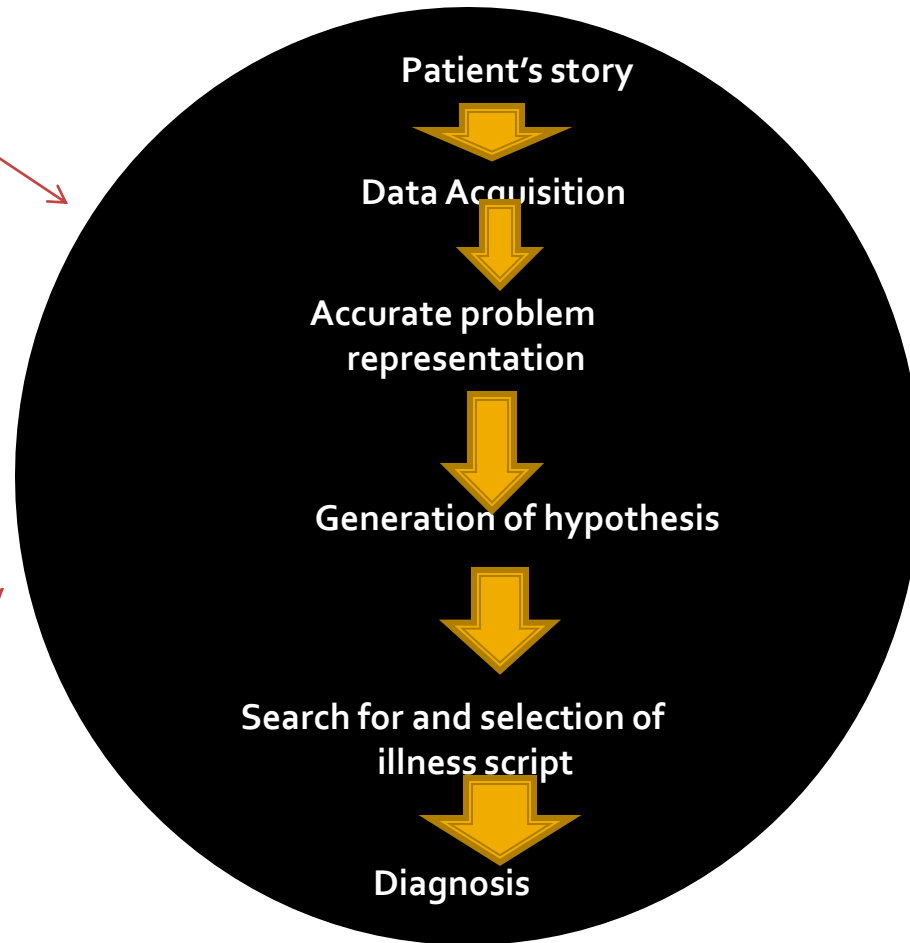 Patient’s story
Data Acquisition
Accurate problem
representation
Generation of hypothesis
Search for and selection of
illness script
Diagnosis